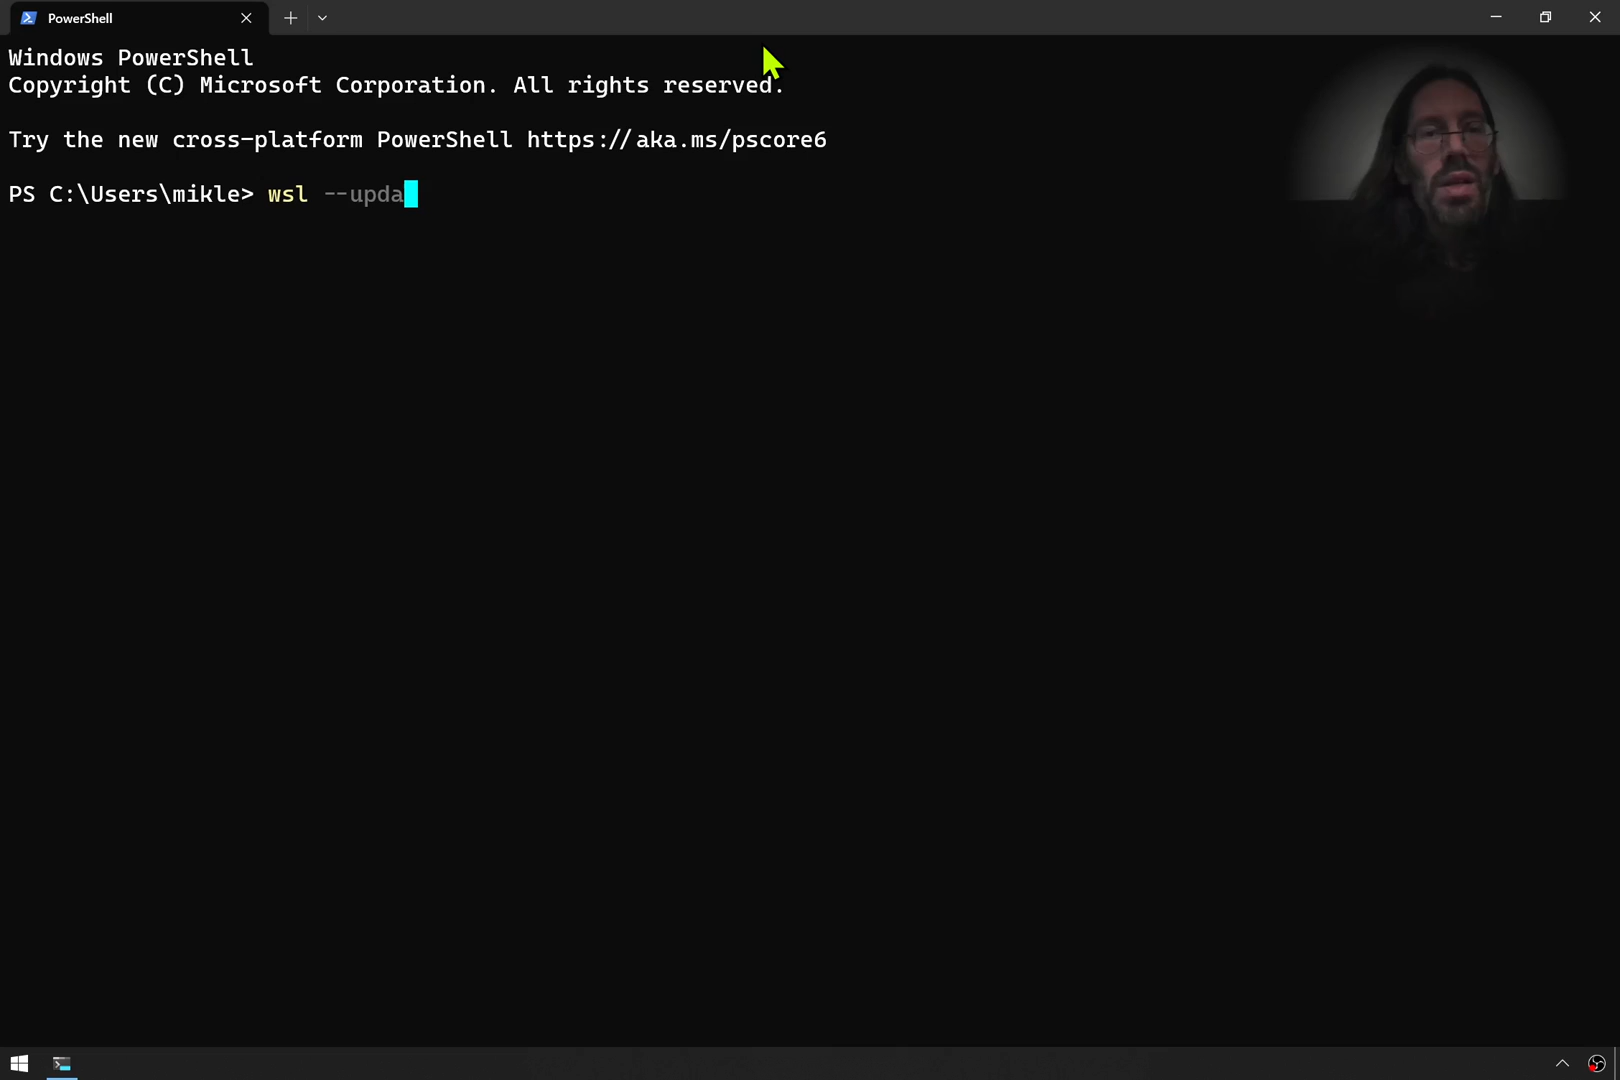 PowerShell
Windows PowerShell
Copyright (C) Microsoft Corporation. All rights reserved.
Try the new cross-platform PowerShell https://aka.ms/pscore6
PS C:\Users\mikle> wsl --upda